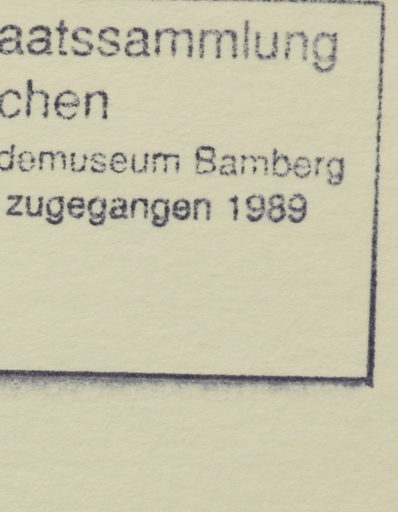 aatssammlung
chen
demuseum Bamberg
zugegangen 1989